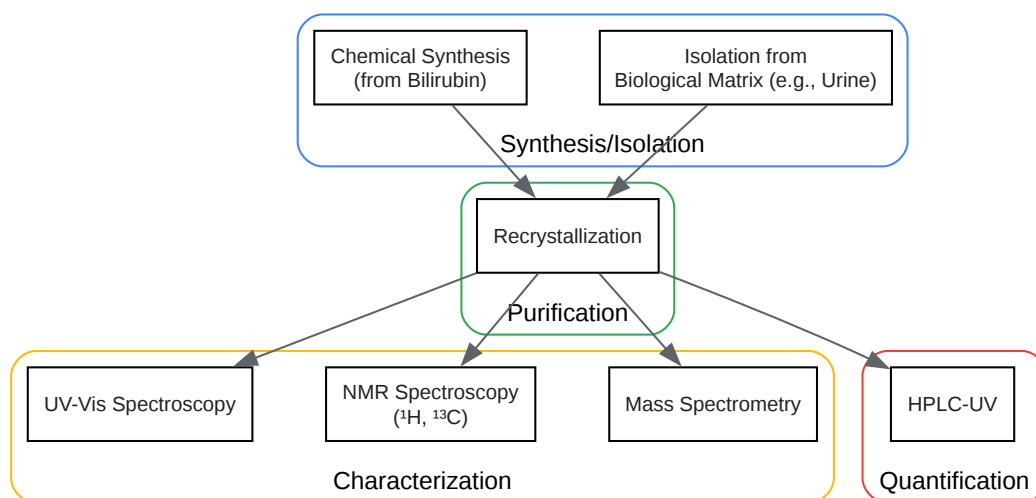 Chemical Synthesis
(from Bilirubin)
Isolation from
Biological Matrix (e.g., Urine)
Synthesis/Isolation
Recrystallization
Purification
UV-Vis Spectroscopy
NMR Spectroscopy
(¹H, ¹³C)
Mass Spectrometry
HPLC-UV
Characterization
Quantification